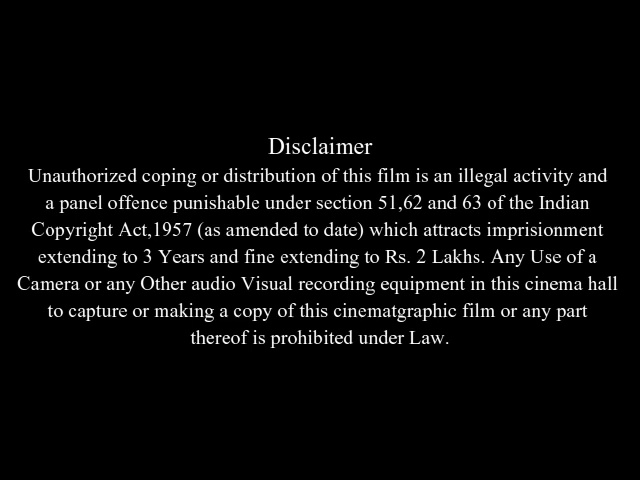 Disclaimer
Unauthorized coping or distribution of this film is an illegal activity and
a panel offence punishable under section 51,62 and 63 of the Indian
Copyright Act,1957 (as amended to date) which attracts imprisionment
extending to 3 Years and fine extending to Rs. 2 Lakhs. Any Use of a
Camera or any Other audio Visual recording equipment in this cinema hall
to capture or making a copy of this cinematgraphic film or any part
thereof is prohibited under Law.